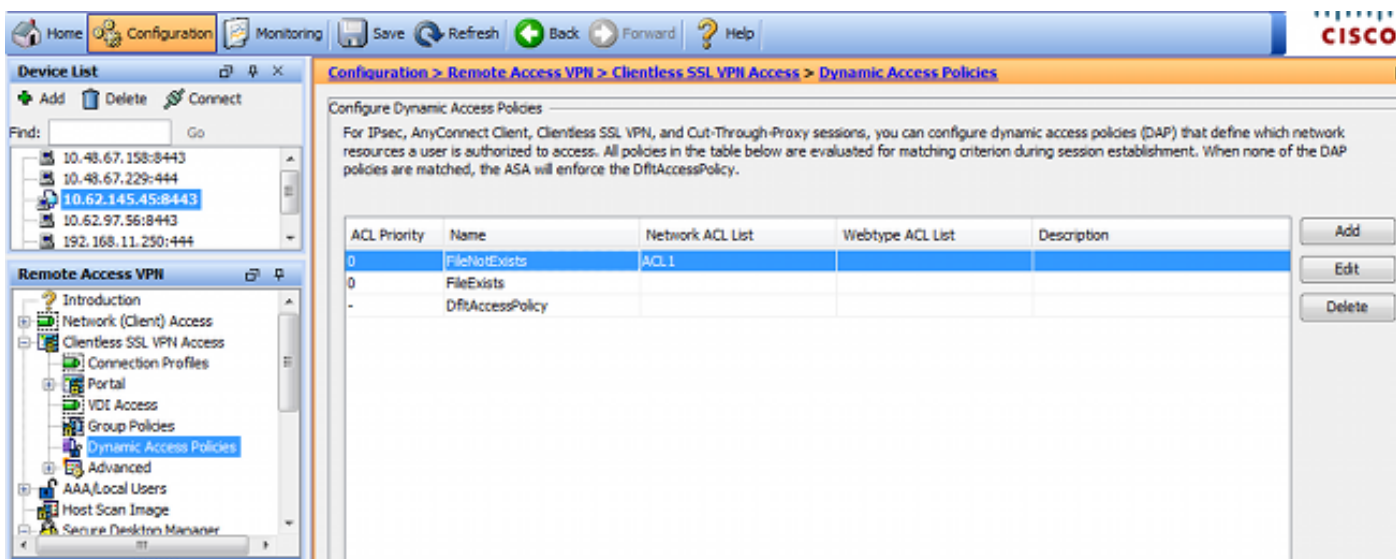 Home Configuration Monitoring Save Refresh Back Forward Help
CISCO
Device List
Add Delete Connect
Find: Go
10.48.67.158:8443
10.48.67.229:444
10.62.145.45:8443
10.62.97.56:8443
192.168.11.250:444
Remote Access VPN
Introduction
Network (Client) Access
Clientless SSL VPN Access
Connection Profiles
Portal
VDI Access
Group Policies
Dynamic Access Policies
Advanced
AAA/Local Users
Host Scan Image
Secure Desktop Manager
Configuration > Remote Access VPN > Clientless SSL VPN Access > Dynamic Access Policies
Configure Dynamic Access Policies
For IPsec, AnyConnect Client, Clientless SSL VPN, and Cut-Through-Proxy sessions, you can configure dynamic access policies (DAP) that define which network
resources a user is authorized to access. All policies in the table below are evaluated for matching criterion during session establishment. When none of the DAP
policies are matched, the ASA will enforce the DfltAccessPolicy.
ACL Priority Name Network ACL List Webtype ACL List Description
0 FileNotExists ACL1
0 FileExists
- DfltAccessPolicy
Add
Edit
Delete